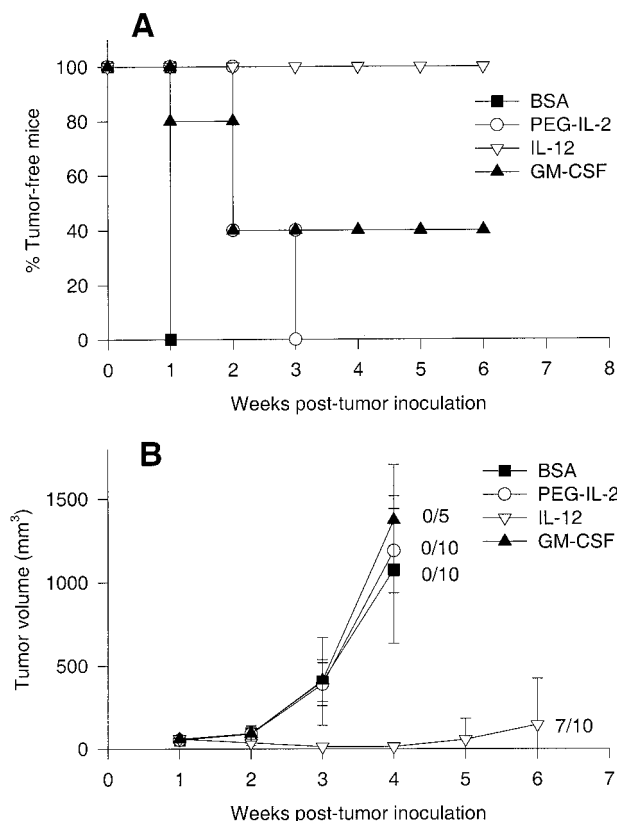 A
% Tumor-free mice
100
80
60
40
20
0
0 1 2 3 4 5 6 7 8
Weeks post-tumor inoculation
BSA
PEG-IL-2
IL-12
GM-CSF
B
Tumor volume (mm³)
1500
1000
500
0
0 1 2 3 4 5 6 7
Weeks post-tumor inoculation
0/5
0/10
0/10
7/10
BSA
PEG-IL-2
IL-12
GM-CSF